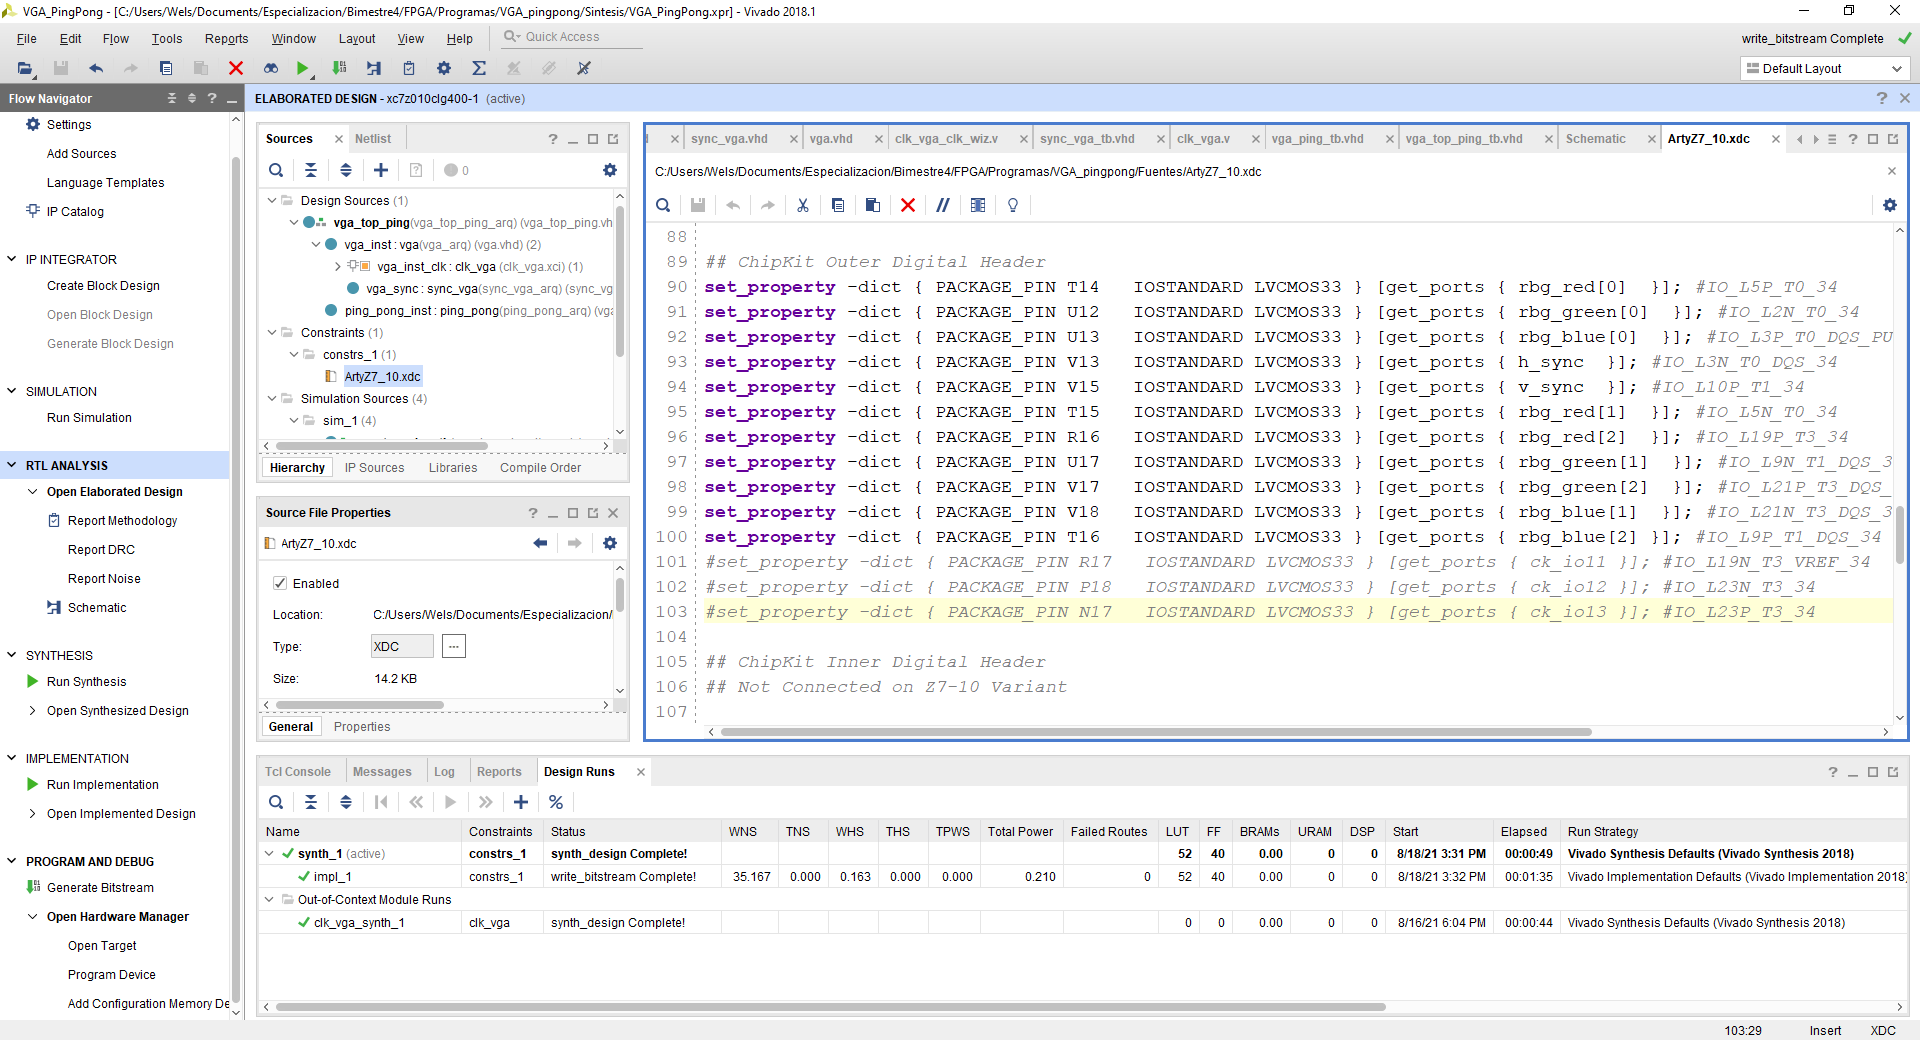 VGA_PingPong - [C:/Users/Wels/Documents/Especializacion/Bimestre4/FPGA/Programas/VGA_pingpong/Sintesis/VGA_PingPong.xpr] - Vivado 2018.1
File Edit Flow Tools Reports Window Layout View Help Quick Access
write_bitstream Complete
Default Layout
Flow Navigator
Settings
Add Sources
Language Templates
IP Catalog
IP INTEGRATOR
Create Block Design
Open Block Design
Generate Block Design
SIMULATION
Run Simulation
RTL ANALYSIS
Open Elaborated Design
Report Methodology
Report DRC
Report Noise
Schematic
SYNTHESIS
Run Synthesis
Open Synthesized Design
IMPLEMENTATION
Run Implementation
Open Implemented Design
PROGRAM AND DEBUG
Generate Bitstream
Open Hardware Manager
Open Target
Program Device
Add Configuration Memory De
ELABORATED DESIGN - xc7z010clg400-1 (active)
Sources Netlist
0
Design Sources (1)
vga_top_ping(vga_top_ping_arq) (vga_top_ping.vh
vga_inst : vga(vga_arq) (vga.vhd) (2)
vga_inst_clk : clk_vga (clk_vga.xci) (1)
vga_sync : sync_vga(sync_vga_arq) (sync_vg
ping_pong_inst : ping_pong(ping_pong_arq) (vga
Constraints (1)
constrs_1 (1)
ArtyZ7_10.xdc
Simulation Sources (4)
sim_1 (4)
Hierarchy IP Sources Libraries Compile Order
Source File Properties
ArtyZ7_10.xdc
Enabled
Location: C:/Users/Wels/Documents/Especializacion/
Type: XDC ...
Size: 14.2 KB
General Properties
sync_vga.vhd vga.vhd clk_vga_clk_wiz.v sync_vga_tb.vhd clk_vga.v vga_ping_tb.vhd vga_top_ping_tb.vhd Schematic ArtyZ7_10.xdc
C:/Users/Wels/Documents/Especializacion/Bimestre4/FPGA/Programas/VGA_pingpong/Fuentes/ArtyZ7_10.xdc
88
89 ## ChipKit Outer Digital Header
90 set_property -dict { PACKAGE_PIN T14 IOSTANDARD LVCMOS33 } [get_ports { rbg_red[0] }]; #IO_L5P_T0_34
91 set_property -dict { PACKAGE_PIN U12 IOSTANDARD LVCMOS33 } [get_ports { rbg_green[0] }]; #IO_L2N_T0_34
92 set_property -dict { PACKAGE_PIN U13 IOSTANDARD LVCMOS33 } [get_ports { rbg_blue[0] }]; #IO_L3P_T0_DQS_PU
93 set_property -dict { PACKAGE_PIN V13 IOSTANDARD LVCMOS33 } [get_ports { h_sync }]; #IO_L3N_T0_DQS_34
94 set_property -dict { PACKAGE_PIN V15 IOSTANDARD LVCMOS33 } [get_ports { v_sync }]; #IO_L10P_T1_34
95 set_property -dict { PACKAGE_PIN T15 IOSTANDARD LVCMOS33 } [get_ports { rbg_red[1] }]; #IO_L5N_T0_34
96 set_property -dict { PACKAGE_PIN R16 IOSTANDARD LVCMOS33 } [get_ports { rbg_red[2] }]; #IO_L19P_T3_34
97 set_property -dict { PACKAGE_PIN U17 IOSTANDARD LVCMOS33 } [get_ports { rbg_green[1] }]; #IO_L9N_T1_DQS_3
98 set_property -dict { PACKAGE_PIN V17 IOSTANDARD LVCMOS33 } [get_ports { rbg_green[2] }]; #IO_L21P_T3_DQS_
99 set_property -dict { PACKAGE_PIN V18 IOSTANDARD LVCMOS33 } [get_ports { rbg_blue[1] }]; #IO_L21N_T3_DQS_3
100 set_property -dict { PACKAGE_PIN T16 IOSTANDARD LVCMOS33 } [get_ports { rbg_blue[2] }]; #IO_L9P_T1_DQS_34
101 #set_property -dict { PACKAGE_PIN R17 IOSTANDARD LVCMOS33 } [get_ports { ck_io11 }]; #IO_L19N_T3_VREF_34
102 #set_property -dict { PACKAGE_PIN P18 IOSTANDARD LVCMOS33 } [get_ports { ck_io12 }]; #IO_L23N_T3_34
103 #set_property -dict { PACKAGE_PIN N17 IOSTANDARD LVCMOS33 } [get_ports { ck_io13 }]; #IO_L23P_T3_34
104
105 ## ChipKit Inner Digital Header
106 ## Not Connected on Z7-10 Variant
107
Tcl Console Messages Log Reports Design Runs
Name Constraints Status WNS TNS WHS THS TPWS Total Power Failed Routes LUT FF BRAMs URAM DSP Start Elapsed Run Strategy
synth_1 (active) constrs_1 synth_design Complete! 52 40 0.00 0 0 8/18/21 3:31 PM 00:00:49 Vivado Synthesis Defaults (Vivado Synthesis 2018)
impl_1 constrs_1 write_bitstream Complete! 35.167 0.000 0.163 0.000 0.000 0.210 0 52 40 0.00 0 0 8/18/21 3:32 PM 00:01:35 Vivado Implementation Defaults (Vivado Implementation 2018)
Out-of-Context Module Runs
clk_vga_synth_1 clk_vga synth_design Complete! 0 0 0.00 0 0 8/16/21 6:04 PM 00:00:44 Vivado Synthesis Defaults (Vivado Synthesis 2018)
103:29 Insert XDC